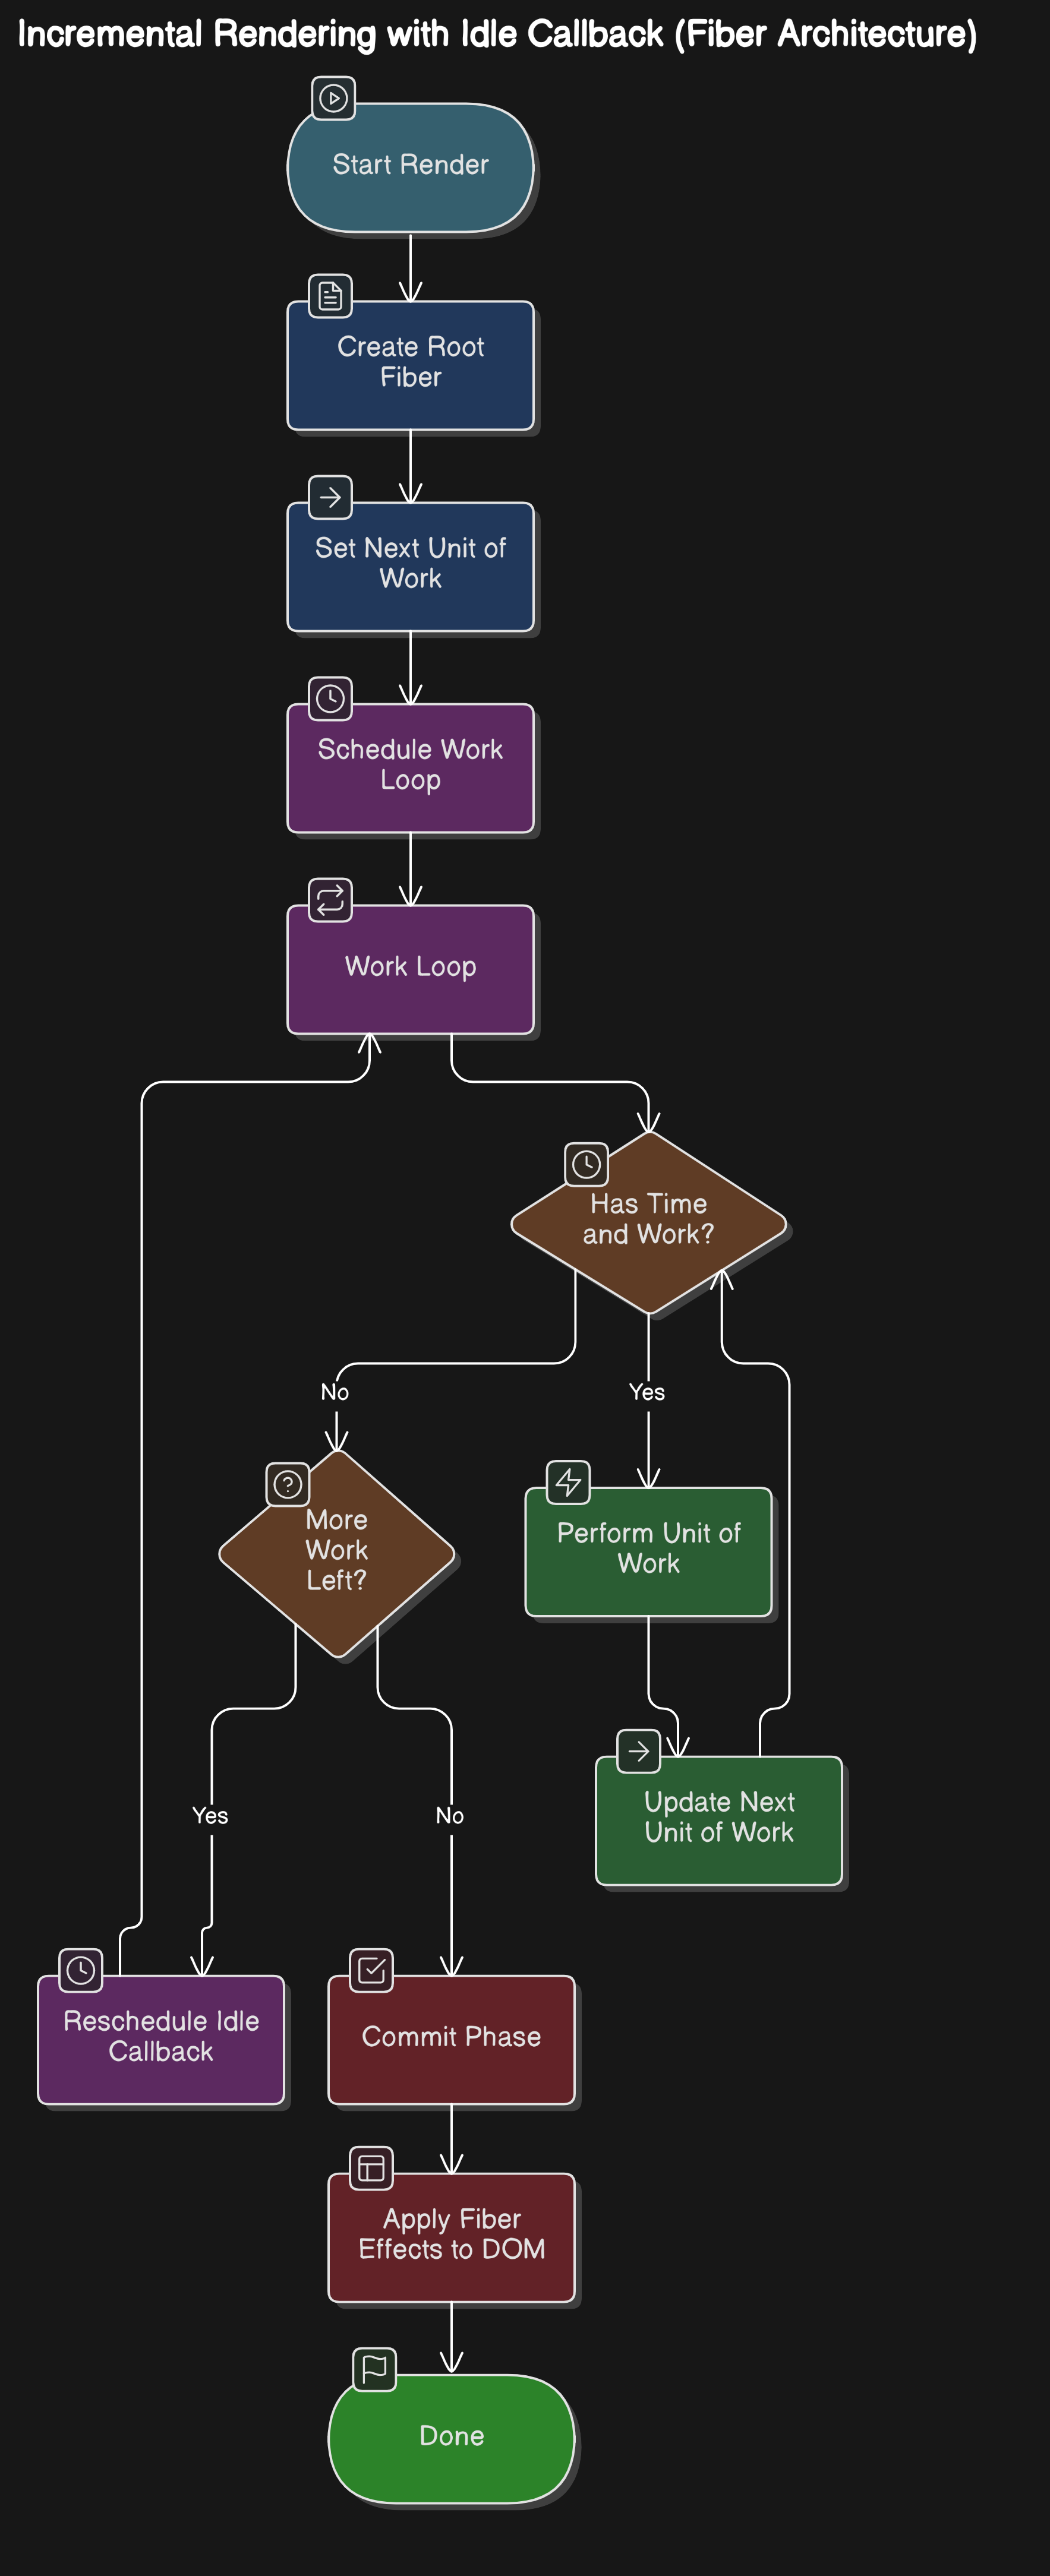 Incremental Rendering with Idle Callback (Fiber Architecture)
Start Render
Create Root
Fiber
Set Next Unit of
Work
Schedule Work
Loop
Work Loop
Has Time
and Work?
No
Yes
More
Work
Left?
Perform Unit of
Work
Update Next
Unit of Work
Yes
No
Reschedule Idle
Callback
Commit Phase
Apply Fiber
Effects to DOM
Done